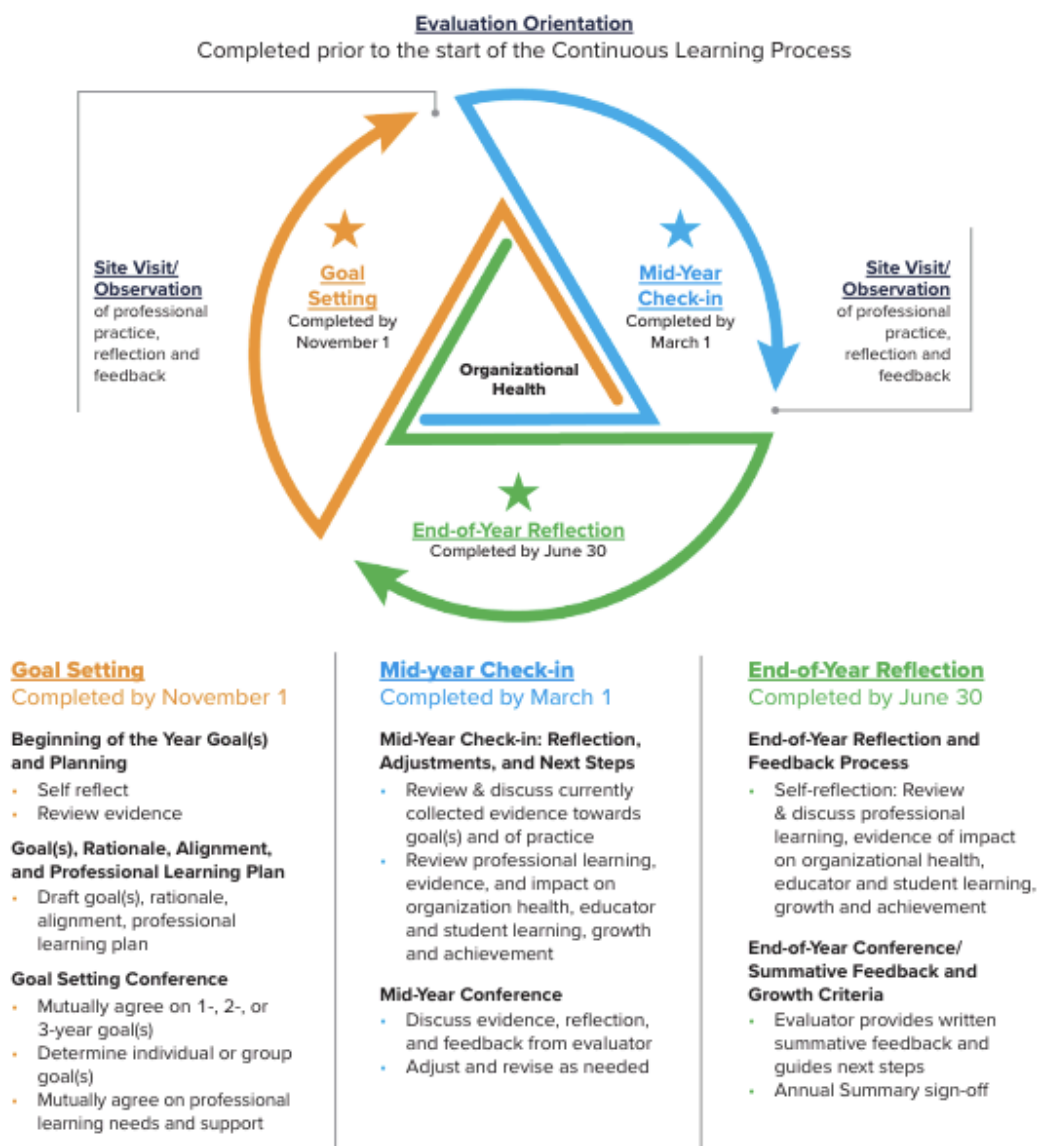 Evaluation Orientation
Completed prior to the start of the Continuous Learning Process
Site Visit/
Observation
of professional
practice,
reflection and
feedback
Goal
Setting
Completed by
November 1
Mid-Year
Check-in
Completed by
March 1
Site Visit/
Observation
of professional
practice,
reflection and
feedback
Organizational
Health
End-of-Year Reflection
Completed by June 30
Goal Setting
Completed by November 1
Beginning of the Year Goal(s)
and Planning
• Self reflect
• Review evidence
Goal(s), Rationale, Alignment,
and Professional Learning Plan
• Draft goal(s), rationale,
alignment, professional
learning plan
Goal Setting Conference
• Mutually agree on 1-, 2-, or
3-year goal(s)
• Determine individual or group
goal(s)
• Mutually agree on professional
learning needs and support
Mid-year Check-in
Completed by March 1
Mid-Year Check-in: Reflection,
Adjustments, and Next Steps
• Review & discuss currently
collected evidence towards
goal(s) and of practice
• Review professional learning,
evidence, and impact on
organization health, educator
and student learning, growth
and achievement
Mid-Year Conference
• Discuss evidence, reflection,
and feedback from evaluator
• Adjust and revise as needed
End-of-Year Reflection
Completed by June 30
End-of-Year Reflection and
Feedback Process
• Self-reflection: Review
& discuss professional
learning, evidence of impact
on organizational health,
educator and student learning,
growth and achievement
End-of-Year Conference/
Summative Feedback and
Growth Criteria
• Evaluator provides written
summative feedback and
guides next steps
• Annual Summary sign-off